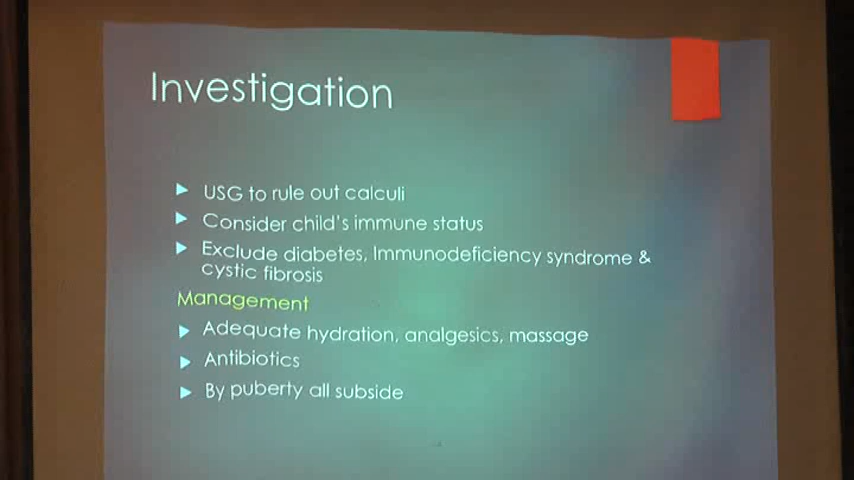 Investigation
USG to rule out calculi
Consider child's immune status
Exclude diabetes, Immunodeficiency syndrome &
cystic fibrosis
Management
Adequate hydration, analgesics, massage
Antibiotics
By puberty all subside